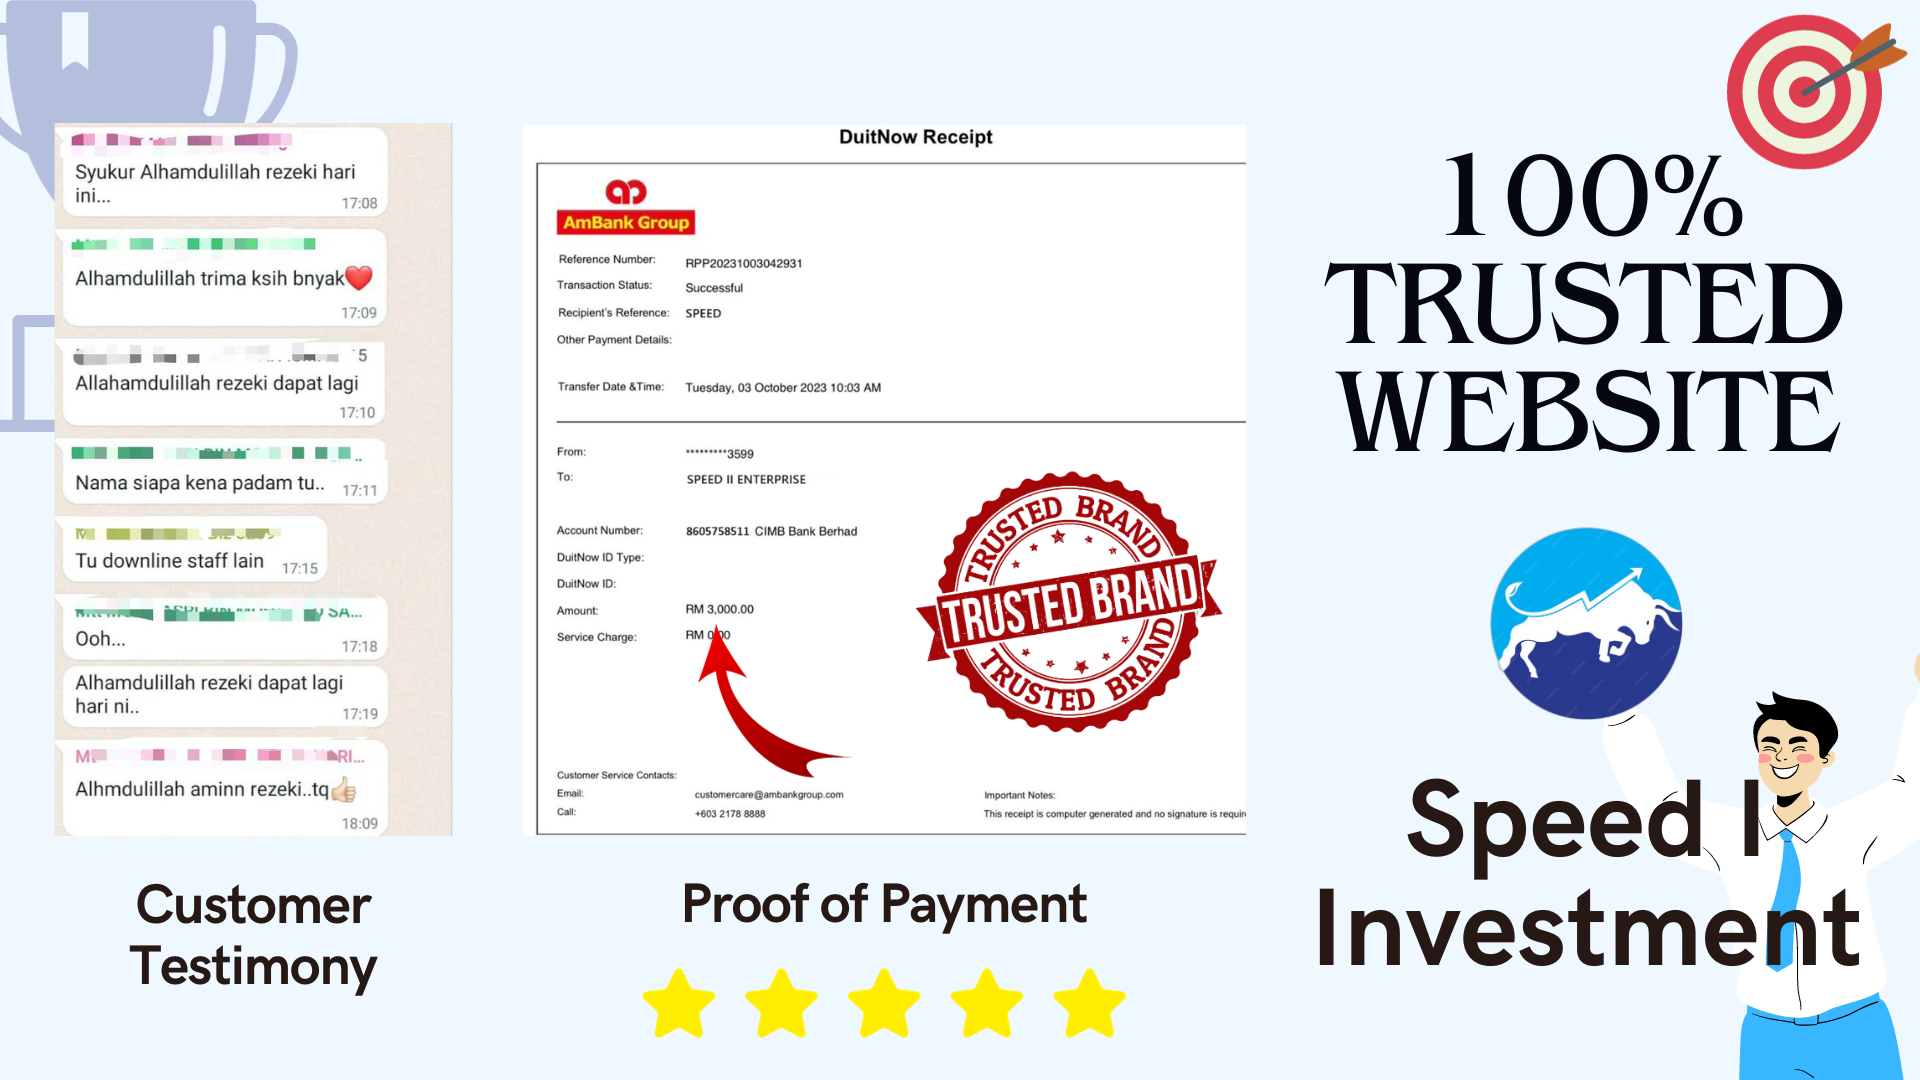 Syukur Alhamdulillah rezeki hari
ini...
17:08
Alhamdulillah trima ksih bnyak❤️
17:09
5
Allahamdulillah rezeki dapat lagi
17:10
Nama siapa kena padam tu..
17:11
Tu downline staff lain
17:15
SA...
Ooh...
17:18
Alhamdulillah rezeki dapat lagi
hari ni..
17:19
RI...
Alhmdulillah aminn rezeki..tq👍
18:09
Customer
Testimony
DuitNow Receipt
AmBank Group
Reference Number: RPP20231003042931
Transaction Status: Successful
Recipient's Reference: SPEED
Other Payment Details:
Transfer Date &Time: Tuesday, 03 October 2023 10:03 AM
From: *********3599
To: SPEED II ENTERPRISE
Account Number: 8605758511 CIMB Bank Berhad
DuitNow ID Type:
DuitNow ID:
Amount: RM 3,000.00
Service Charge: RM 0.00
TRUSTED BRAND
TRUSTED BRAND
TRUSTED BRAND
Customer Service Contacts:
Email: customercare@ambankgroup.com
Call: +603 2178 8888
Important Notes:
This receipt is computer generated and no signature is requir
Proof of Payment
100%
TRUSTED
WEBSITE
Speed I
Investment